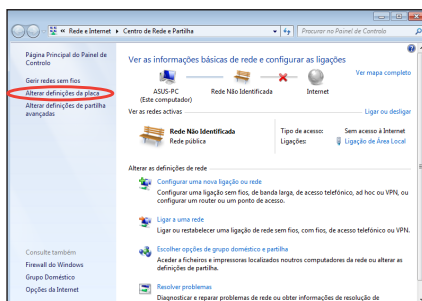 Rede e Internet ▸ Centro de Rede e Partilha
Procurar no Painel de Controlo
Página Principal do Painel de
Controlo
Gerir redes sem fios
Alterar definições da placa
Alterar definições de partilha
avançadas
Consulte também
Firewall do Windows
Grupo Doméstico
Opções da Internet
Ver as informações básicas de rede e configurar as ligações
Ver mapa completo
ASUS-PC
(Este computador)
Rede Não Identificada
Internet
Ver as redes activas
Ligar ou desligar
Rede Não Identificada
Rede pública
Tipo de acesso: Sem acesso à Internet
Ligações: Ligação de Área Local
Alterar as definições de rede
Configurar uma nova ligação ou rede
Configurar uma ligação sem fios, de banda larga, de acesso telefónico, ad hoc ou VPN, ou
configurar um router ou um ponto de acesso.
Ligar a uma rede
Ligar ou restabelecer uma ligação de rede sem fios, com fios, de acesso telefónico ou VPN.
Escolher opções de grupo doméstico e partilha
Aceder a ficheiros e impressoras localizados noutros computadores da rede ou alterar as
definições de partilha.
Resolver problemas
Diagnosticar e reparar problemas de rede ou obter informações de resolução de